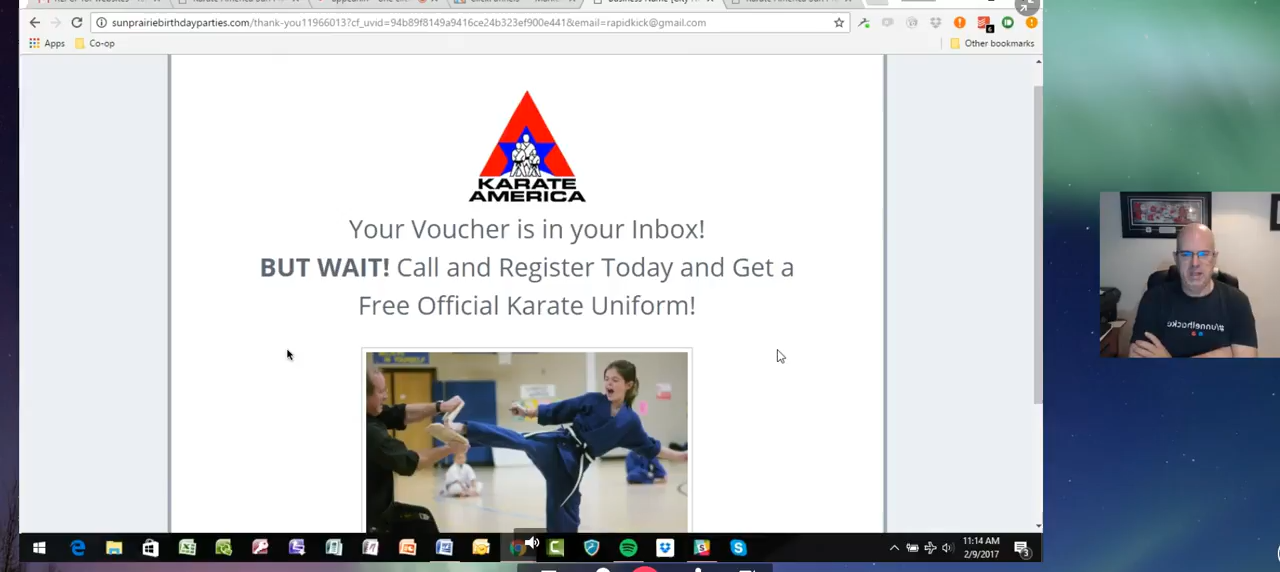 sunprairiebirthdayparties.com/thank-you11966013?cf_uvid=94b89f8149a9416ce24b323ef900e441&email=rapidkick@gmail.com
Apps
Co-op
6
Other bookmarks
KARATE
AMERICA
Your Voucher is in your Inbox!
BUT WAIT! Call and Register Today and Get a
Free Official Karate Uniform!
11:14 AM
2/9/2017
3